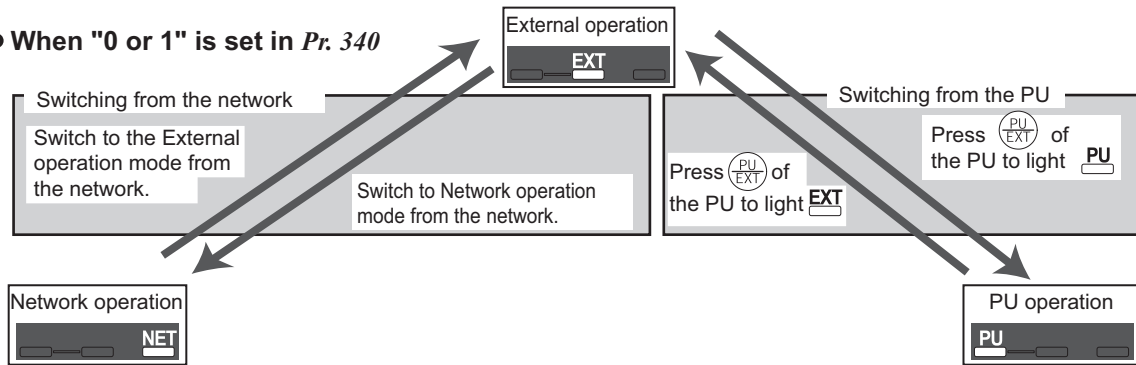 When "0 or 1" is set in Pr. 340
External operation
EXT
Switching from the network
Switch to the External
operation mode from
the network.
Switch to Network operation
mode from the network.
Switching from the PU
Press PU/EXT of
the PU to light PU
Press PU/EXT of
the PU to light EXT
Network operation
NET
PU operation
PU